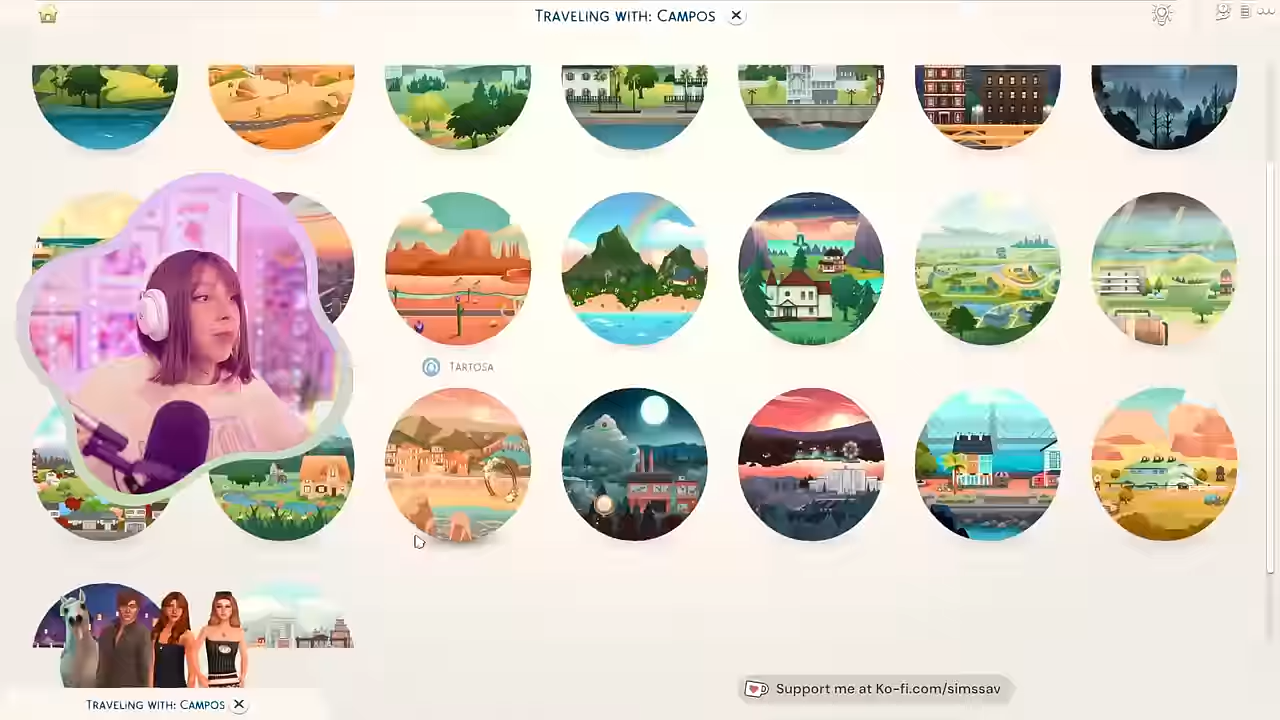 TRAVELING WITH: CAMPOS
TARTOSA
Support me at Ko-fi.com/simssav
TRAVELING WITH: CAMPOS